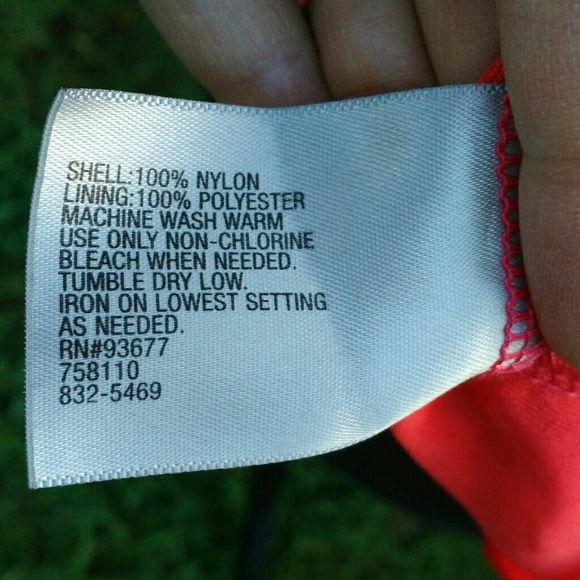 SHELL:100% NYLON
LINING:100% POLYESTER
MACHINE WASH WARM
USE ONLY NON-CHLORINE
BLEACH WHEN NEEDED.
TUMBLE DRY LOW.
IRON ON LOWEST SETTING
AS NEEDED.
RN#93677
758110
832-5469